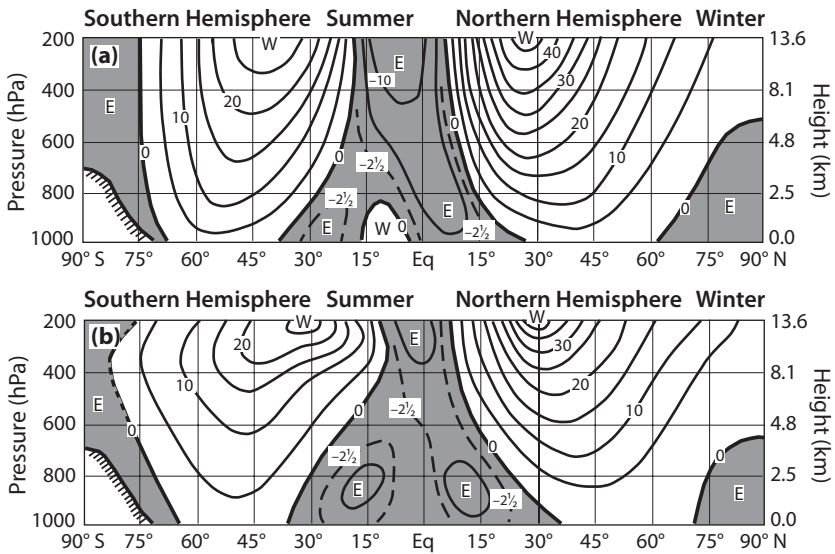 Southern Hemisphere Summer Northern Hemisphere Winter
(a)
Pressure (hPa)
200
400
600
800
1000
Height (km)
13.6
8.1
4.8
2.5
0.0
W E W
40
-10
30
E 20 20
10 0 10
0 0
-2½
-2½
E W 0 E -2½ 0 E
90° S 75° 60° 45° 30° 15° Eq 15° 30° 45° 75° 90° N
Southern Hemisphere Summer Northern Hemisphere Winter
(b)
Pressure (hPa)
200
400
600
800
1000
Height (km)
13.6
8.1
4.8
2.5
0.0
W W
20 E 30
10 20
E -2½ 10
0 0
-2½ 0 0
E E -2½ E
90° S 75° 60° 45° 30° 15° Eq 15° 30° 45° 60° 75° 90° N